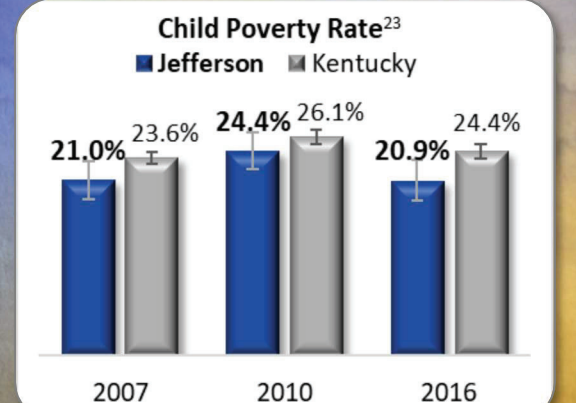 Child Poverty Rate23
Jefferson Kentucky
21.0% 23.6% 24.4% 26.1% 20.9% 24.4%
2007 2010 2016